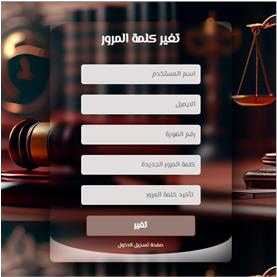 تغير كلمة المرور
اسم المستخدم
الايميل
رقم الهوية
كلمة المرور الجديدة
تأكيد كلمة المرور
تغير
صفحة تسجيل الدخول